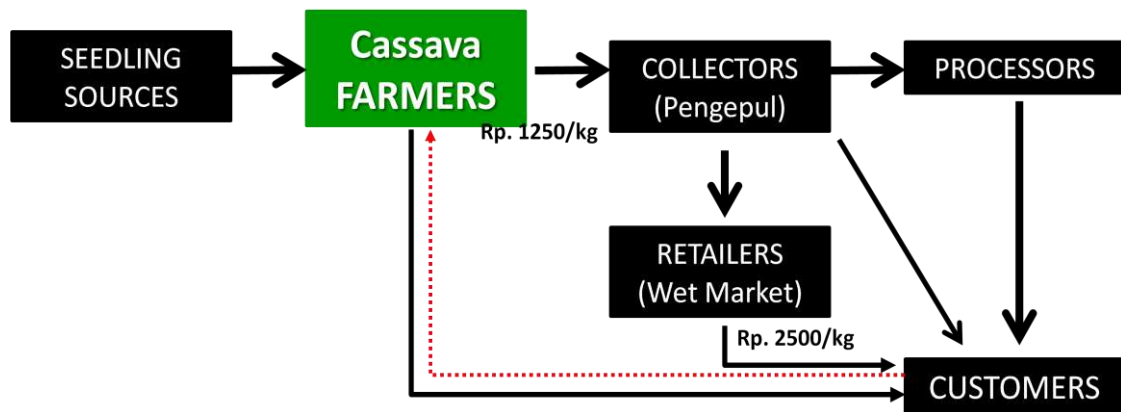 SEEDLING
SOURCES
Cassava
FARMERS
Rp. 1250/kg
COLLECTORS
(Pengepul)
PROCESSORS
RETAILERS
(Wet Market)
Rp. 2500/kg
CUSTOMERS